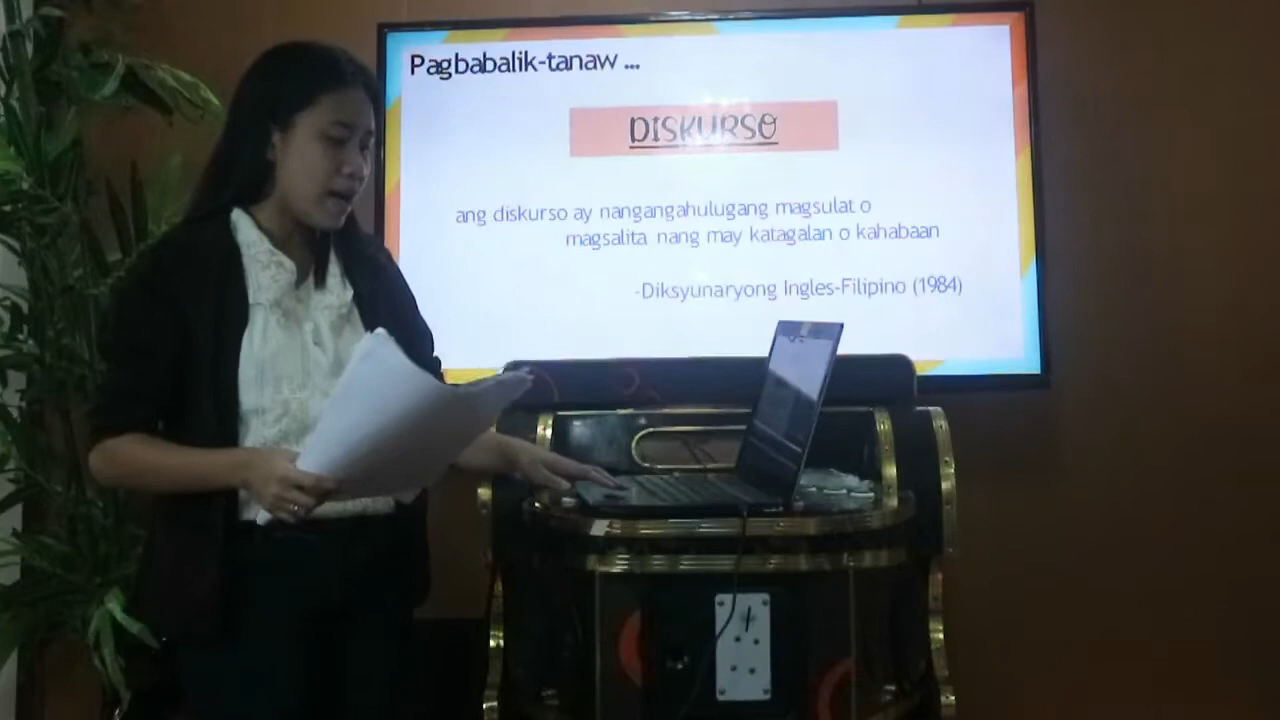 Pagbabalik-tanaw ...
DISKURSO
ang diskurso ay nangangahulugang magsulat o
magsalita nang may katagalan o kahabaan
-Diksyunaryong Ingles-Filipino (1984)